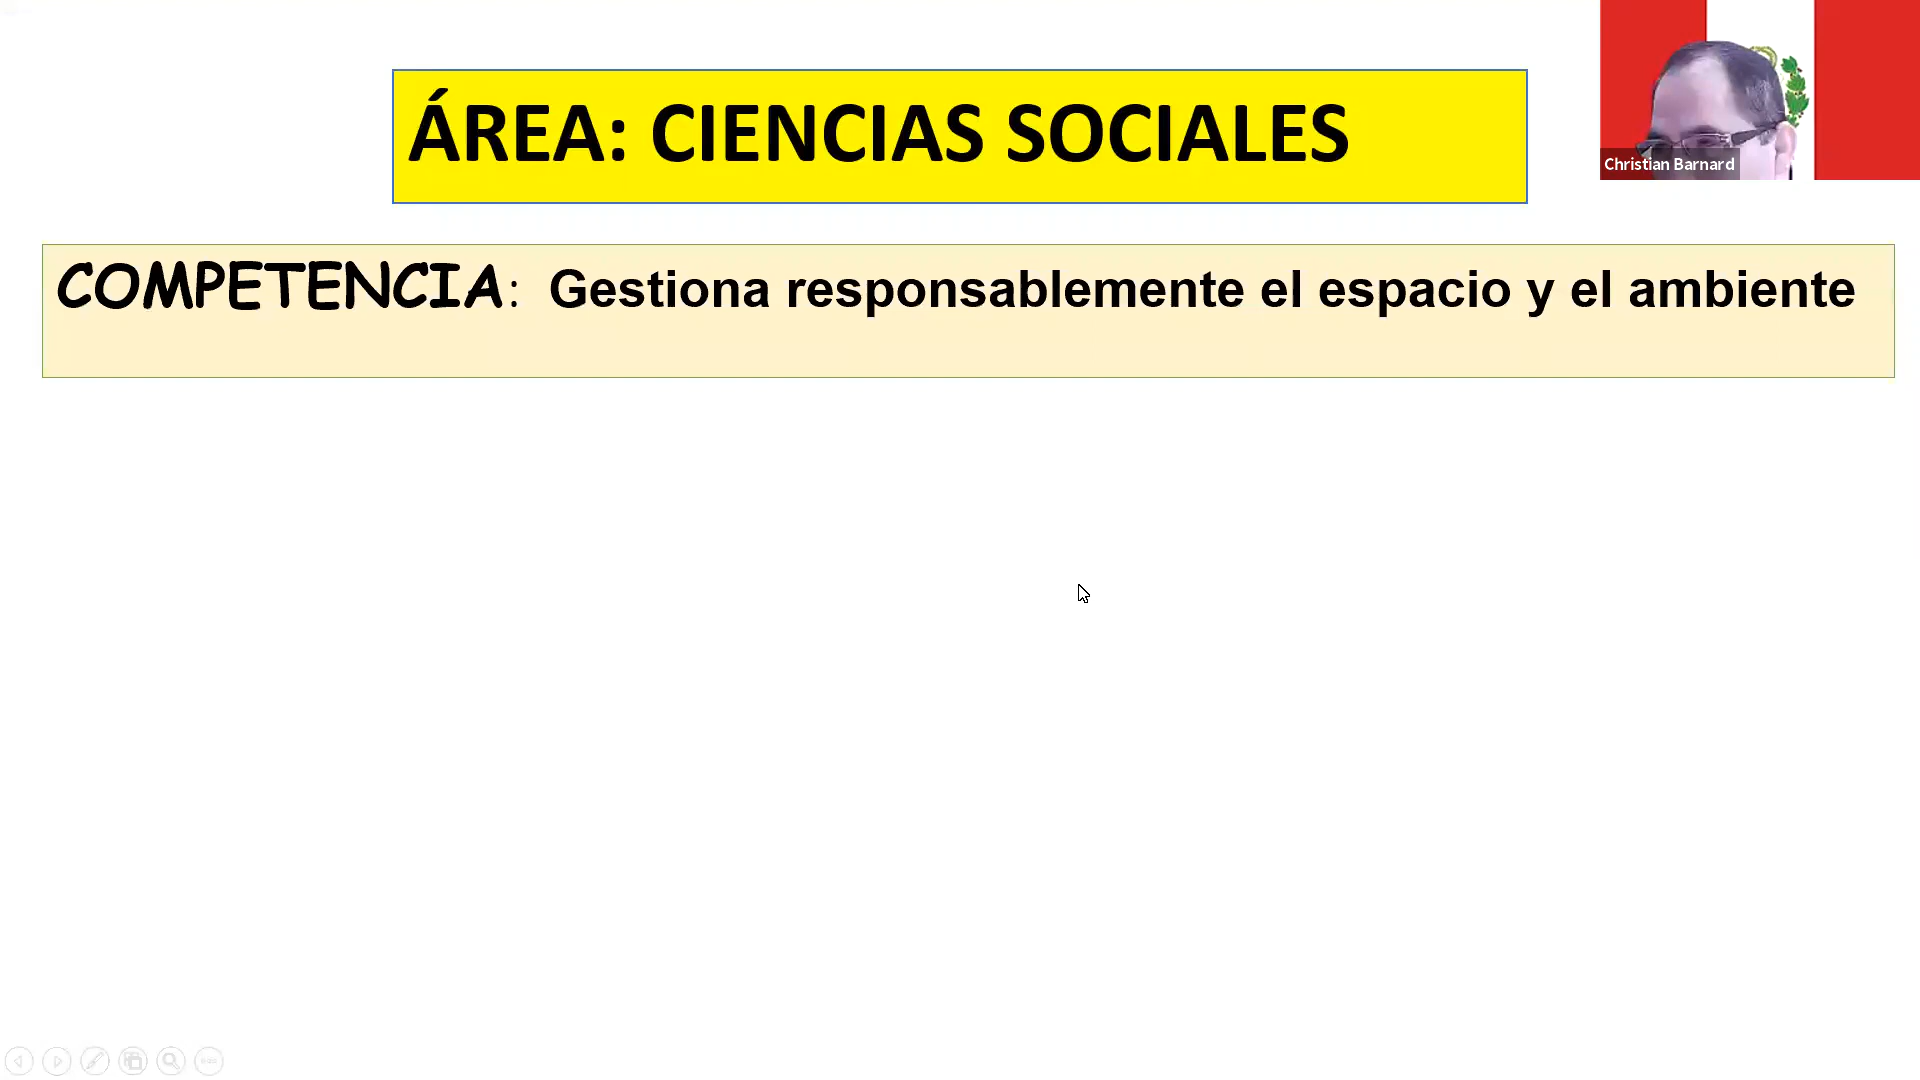 ÁREA: CIENCIAS SOCIALES
Christian Barnard
COMPETENCIA: Gestiona responsablemente el espacio y el ambiente